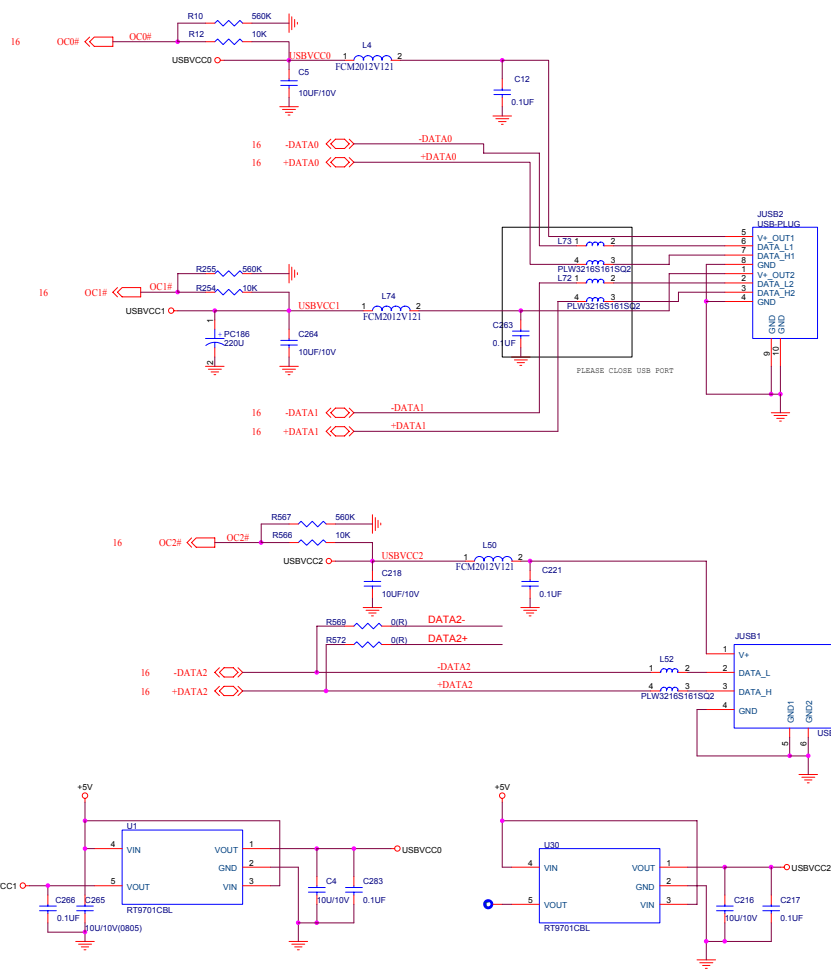 R10 560K
16 OC0# OC0# R12 10K
USBVCC0 USBVCC0 1 L4 2
FCM2012V121
C5
10UF/10V
C12
0.1UF
16 -DATA0 -DATA0
16 +DATA0 +DATA0
JUSB2
USB-PLUG
L73 1 2
4 3
PLW3216S161SQ2
L72 1 2
4 3
PLW3216S161SQ2
5 V+_OUT1
6 DATA_L1
7 DATA_H1
8 GND
1 V+_OUT2
2 DATA_L2
3 DATA_H2
4 GND
GND
GND
9
10
R255 560K
16 OC1# OC1# R254 10K
USBVCC1 USBVCC1 1 L74 2
FCM2012V121
1
+ PC186
220U
2
C264
10UF/10V
C263
0.1UF
PLEASE CLOSE USB PORT
16 -DATA1 -DATA1
16 +DATA1 +DATA1
R567 560K
16 OC2# OC2# R566 10K
USBVCC2 USBVCC2 1 L50 2
FCM2012V121
C218
10UF/10V
C221
0.1UF
R569 0(R) DATA2-
R572 0(R) DATA2+
16 -DATA2 -DATA2
16 +DATA2 +DATA2
L52
1 2
4 3
PLW3216S161SQ2
JUSB1
1 V+
2 DATA_L
3 DATA_H
4 GND
GND1
GND2
5
6
USB
+5V
U1
4 VIN VOUT 1
GND 2
5 VOUT VIN 3
RT9701CBL
USBVCC0
CC1
C266
0.1UF
C265
10U/10V(0805)
C4
10U/10V
C283
0.1UF
+5V
U30
4 VIN VOUT 1
GND 2
5 VOUT VIN 3
RT9701CBL
USBVCC2
C216
10U/10V
C217
0.1UF